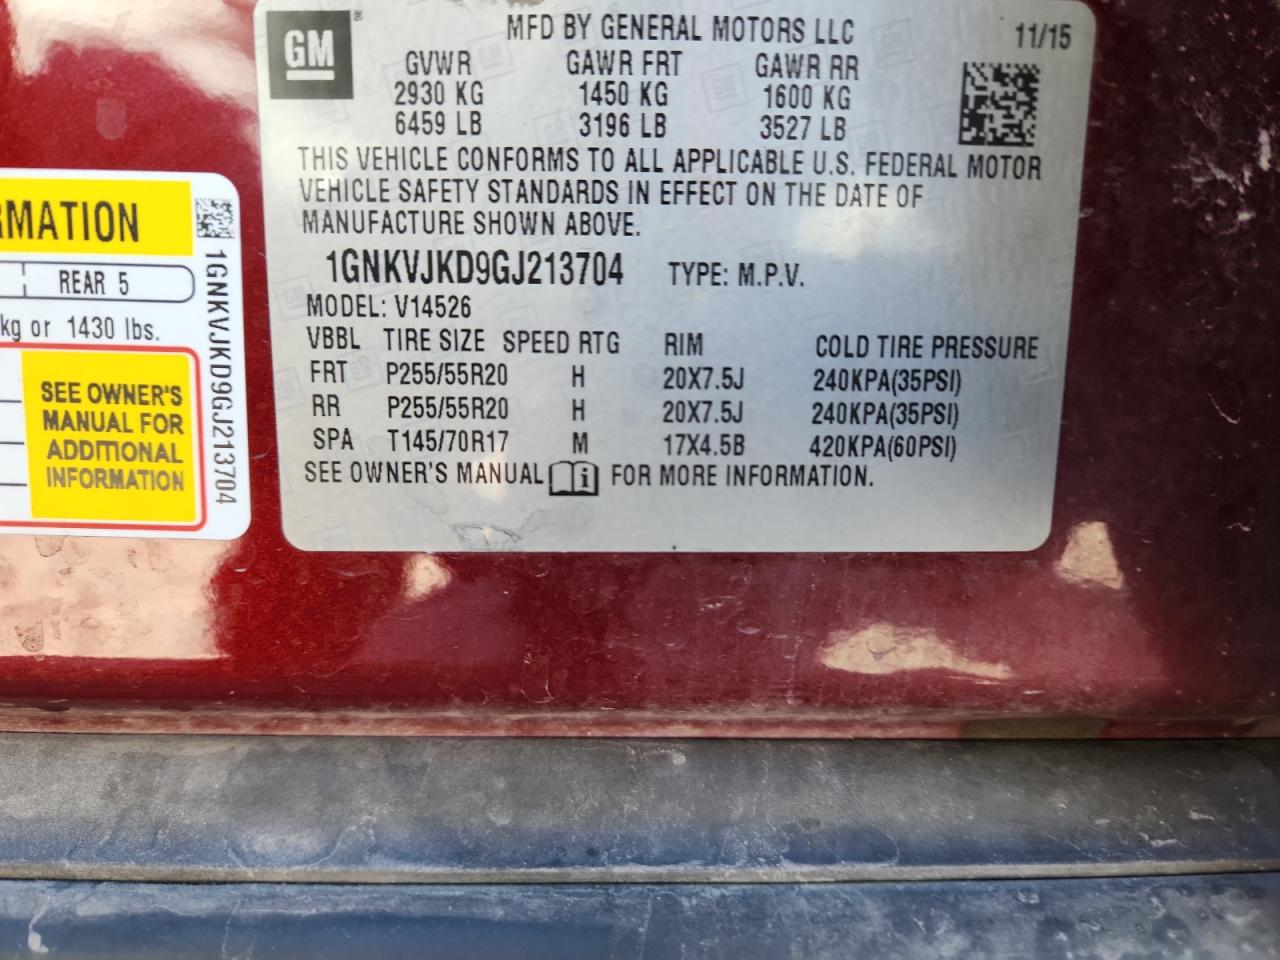 GM
MFD BY GENERAL MOTORS LLC
11/15
GVWR GAWR FRT GAWR RR
2930 KG 1450 KG 1600 KG
6459 LB 3196 LB 3527 LB
THIS VEHICLE CONFORMS TO ALL APPLICABLE U.S. FEDERAL MOTOR
VEHICLE SAFETY STANDARDS IN EFFECT ON THE DATE OF
MANUFACTURE SHOWN ABOVE.
1GNKVJKD9GJ213704 TYPE: M.P.V.
MODEL: V14526
VBBL TIRE SIZE SPEED RTG RIM COLD TIRE PRESSURE
FRT P255/55R20 H 20X7.5J 240KPA(35PSI)
RR P255/55R20 H 20X7.5J 240KPA(35PSI)
SPA T145/70R17 M 17X4.5B 420KPA(60PSI)
SEE OWNER'S MANUAL i FOR MORE INFORMATION.
RMATION
REAR 5
kg or 1430 lbs.
SEE OWNER'S
MANUAL FOR
ADDITIONAL
INFORMATION
1GNKVJKD9GJ213704